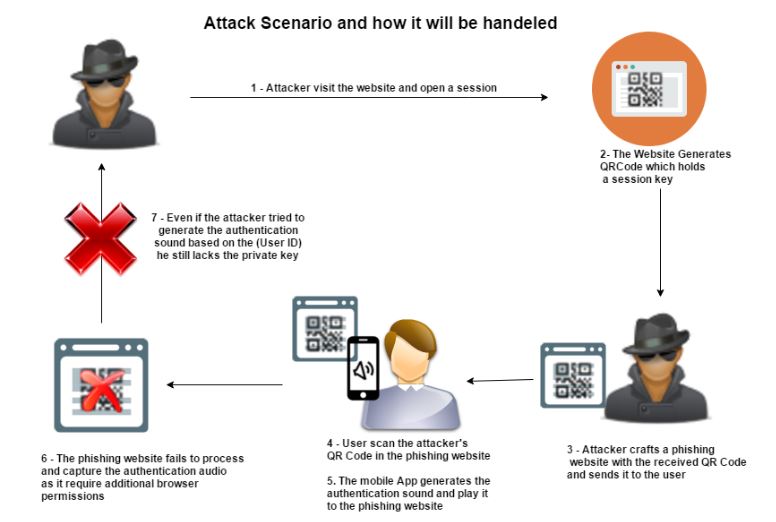 Attack Scenario and how it will be handeled
1 - Attacker visit the website and open a session
2- The Website Generates
QRCode which holds
a session key
7 - Even if the attacker tried to
generate the authentication
sound based on the (User ID)
he still lacks the private key
3 - Attacker crafts a phishing
website with the received QR Code
and sends it to the user
4 - User scan the attacker's
QR Code in the phishing website
5. The mobile App generates the
authentication sound and play it
to the phishing website
6 - The phishing website fails to process
and capture the authentication audio
as it require additional browser
permissions